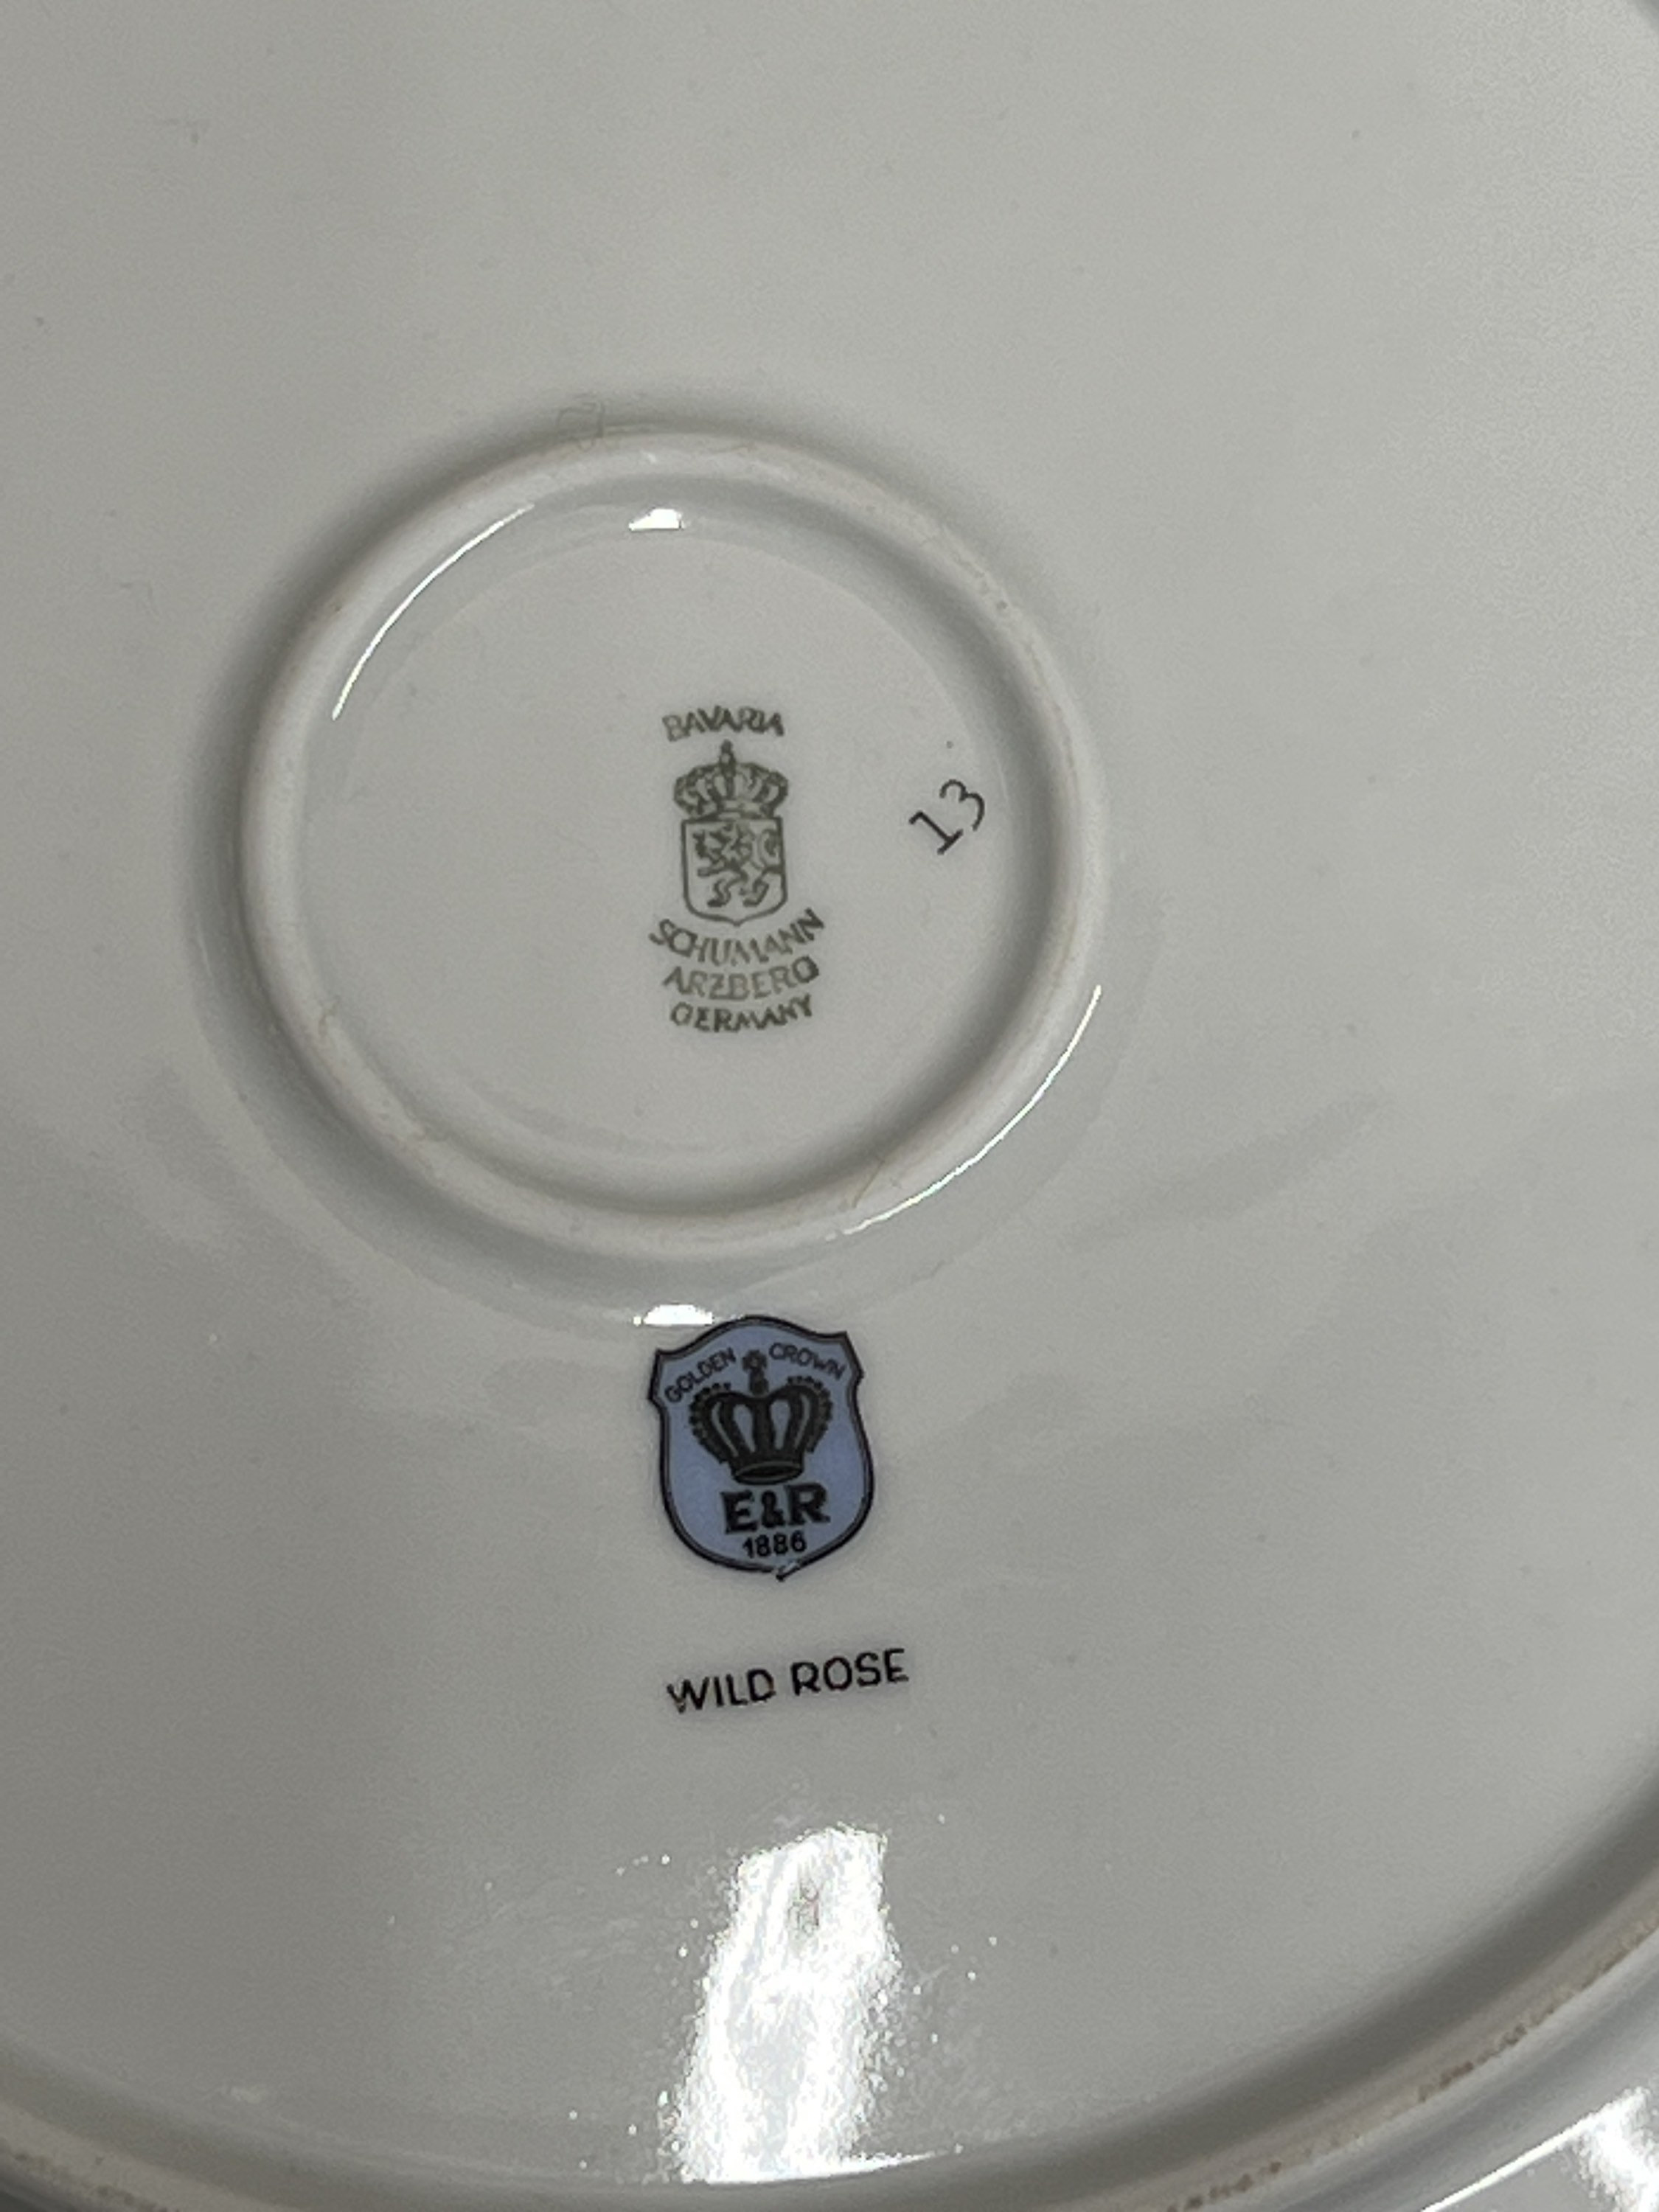 BAVARIA
SCHUMANN
ARZBERG
GERMANY
13
GOLDEN CROWN
E&R
1886
WILD ROSE